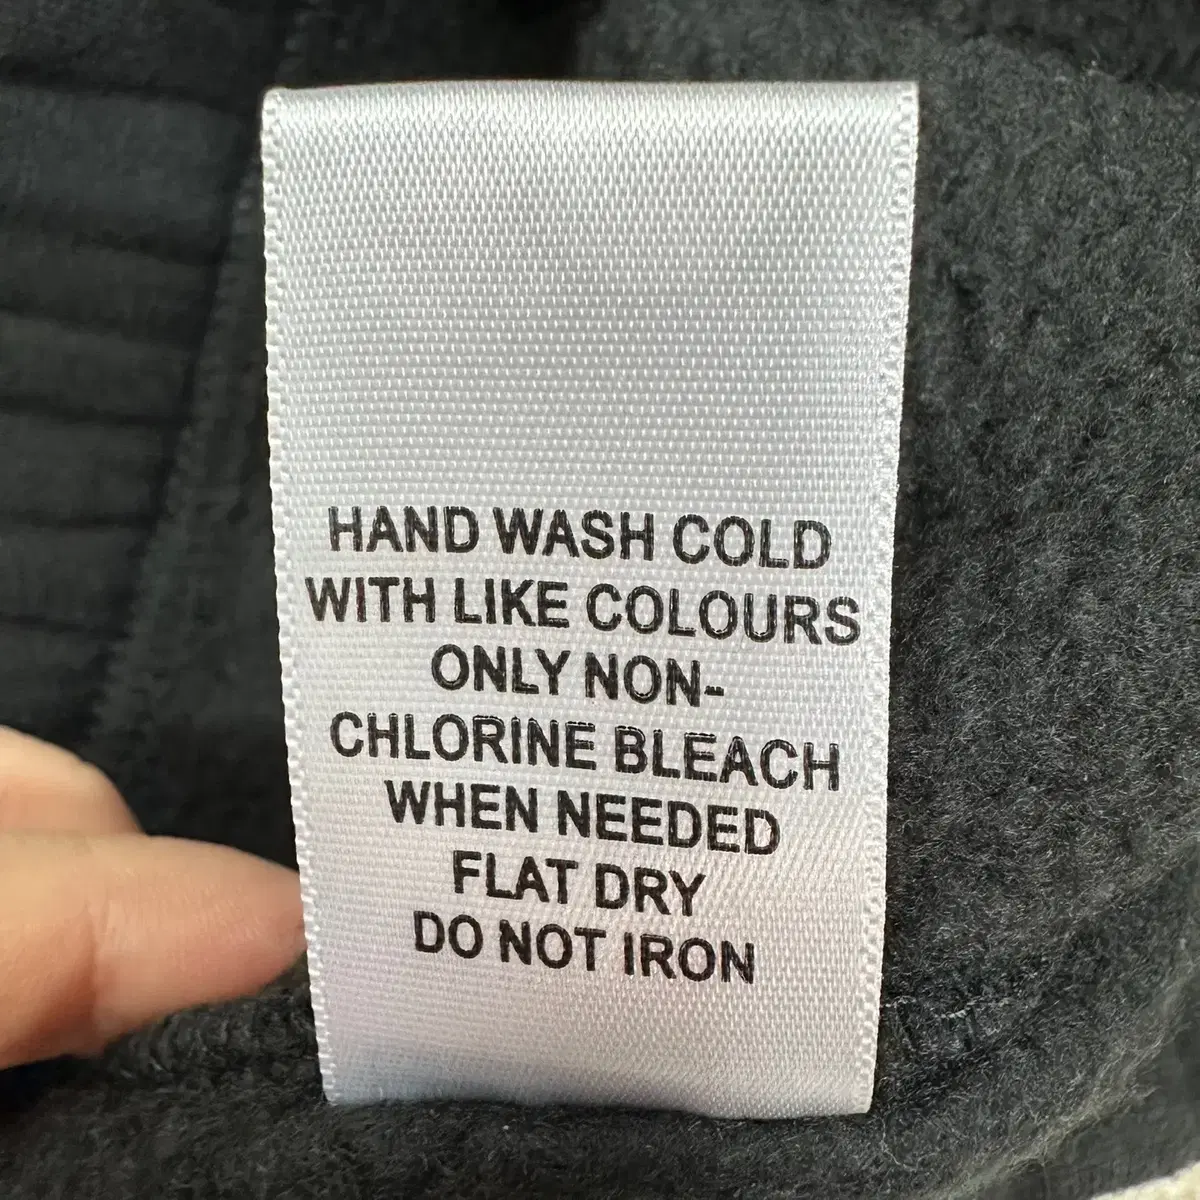 HAND WASH COLD
WITH LIKE COLOURS
ONLY NON-
CHLORINE BLEACH
WHEN NEEDED
FLAT DRY
DO NOT IRON